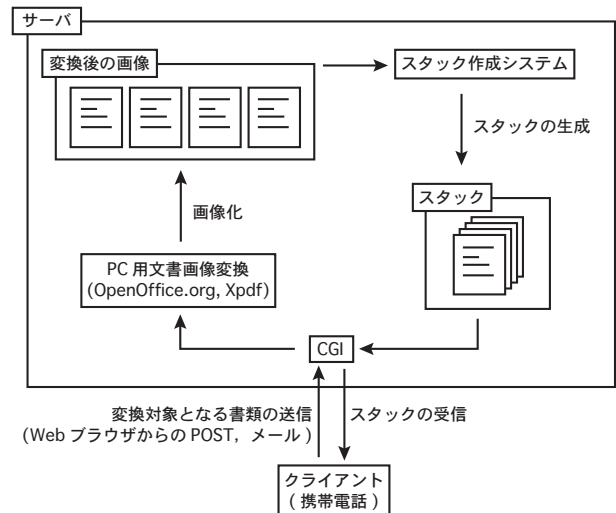 サーバ
変換後の画像
スタック作成システム
スタックの生成
スタック
画像化
PC 用文書画像変換
(OpenOffice.org, Xpdf)
CGI
変換対象となる書類の送信
(Web ブラウザからの POST，メール )
スタックの受信
クライアント
( 携帯電話 )